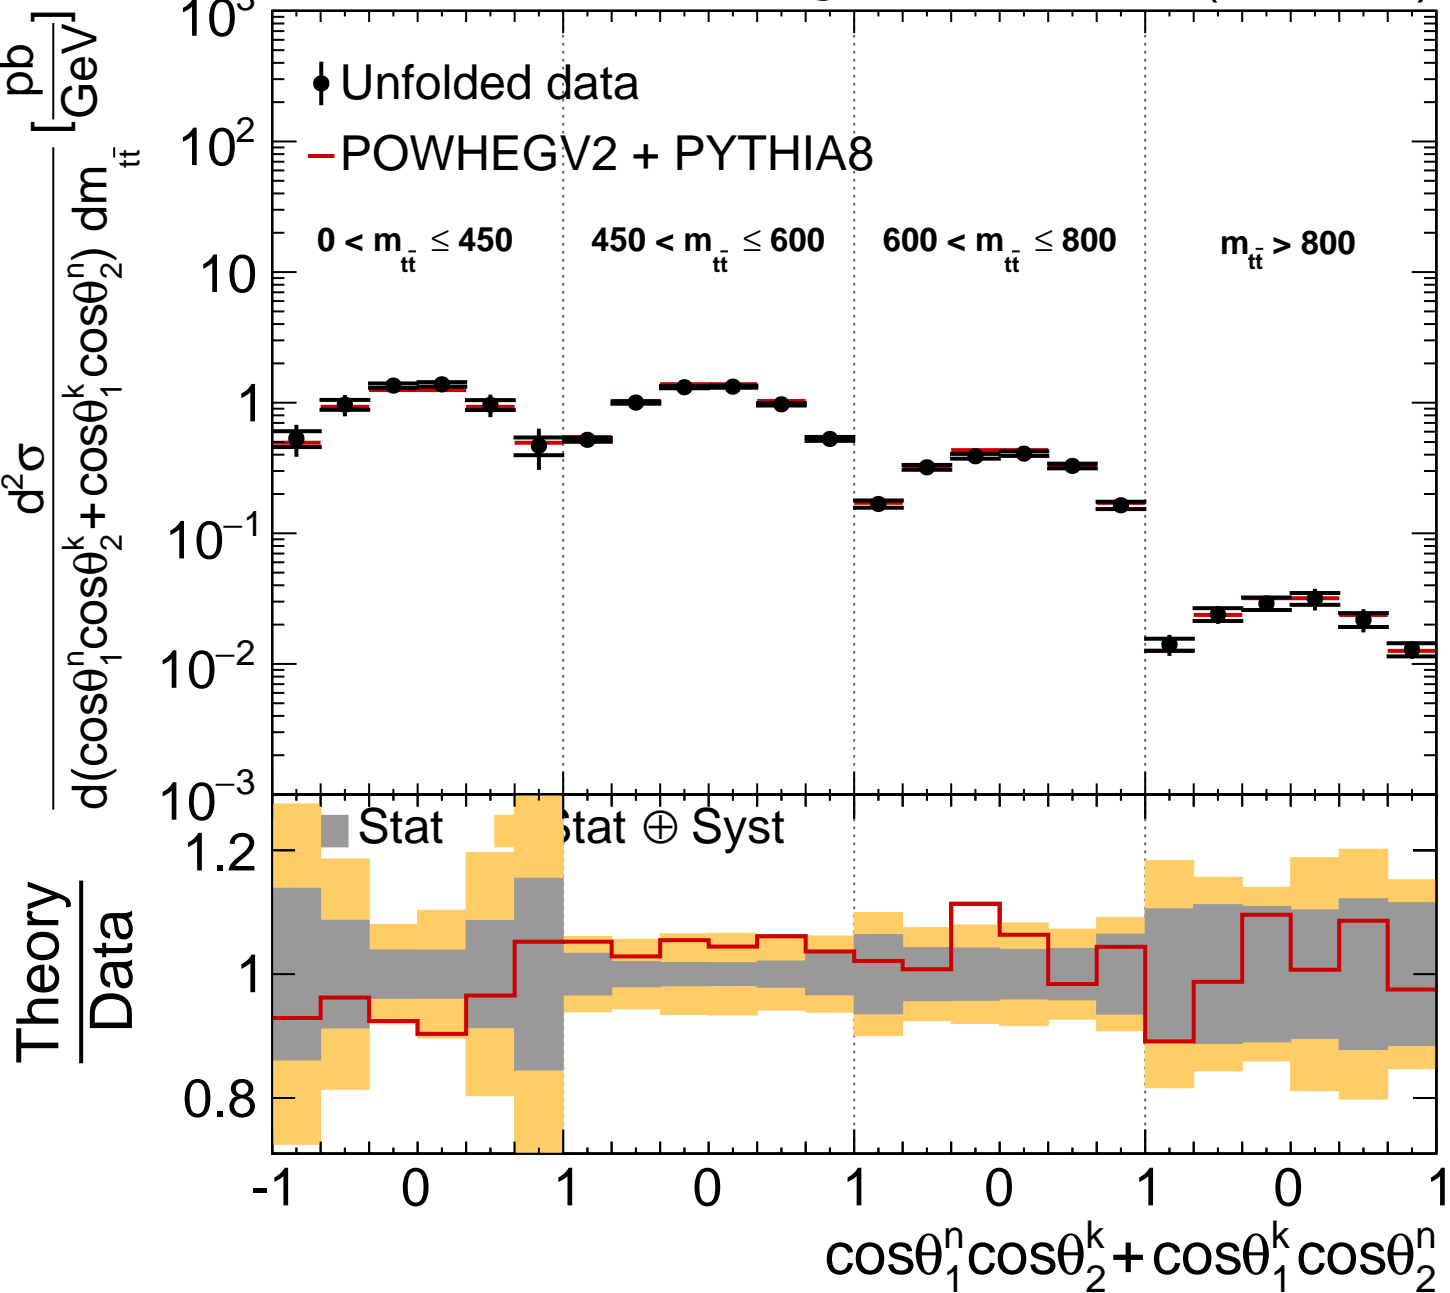 10³
d²σ / d(cosθ₁ⁿcosθ₂ᵏ+cosθ₁ᵏcosθ₂ⁿ) dm_tt̄ [pb/GeV]
Unfolded data
10²
POWHEGV2 + PYTHIA8
0 < m_tt̄ ≤ 450 450 < m_tt̄ ≤ 600 600 < m_tt̄ ≤ 800 m_tt̄ > 800
10
1
10⁻¹
10⁻²
10⁻³
Stat Stat ⊕ Syst
1.2
Theory / Data
1
0.8
-1 0 1 0 1 0 1 0 1
cosθ₁ⁿcosθ₂ᵏ+cosθ₁ᵏcosθ₂ⁿ